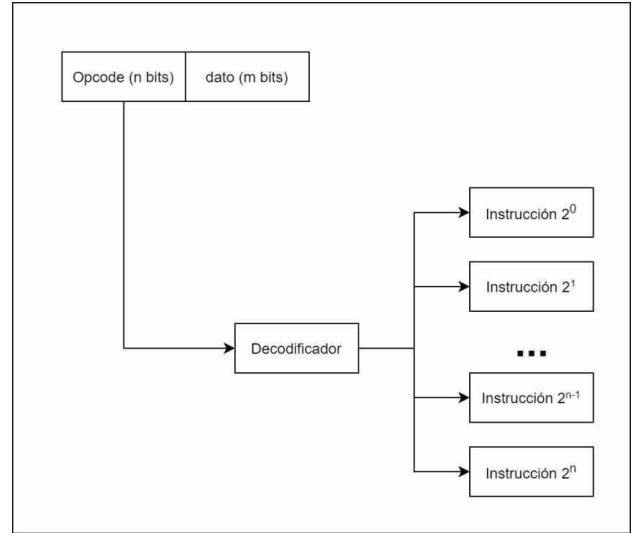 Opcode (n bits) dato (m bits)
Instrucción 2⁰
Instrucción 2¹
Decodificador
...
Instrucción 2ⁿ⁻¹
Instrucción 2ⁿ